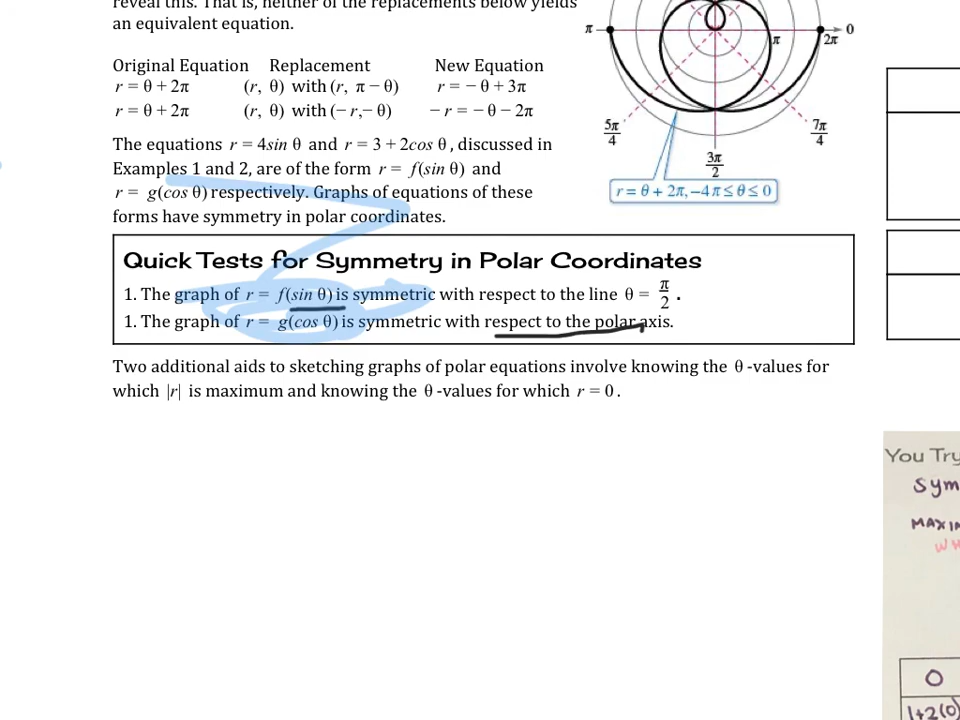 reveal this. That is, neither of the replacements below yields
an equivalent equation.
Original Equation Replacement New Equation
r = θ + 2π (r, θ) with (r, π − θ) r = − θ + 3π
r = θ + 2π (r, θ) with (− r, − θ) − r = − θ − 2π
The equations r = 4sin θ and r = 3 + 2cos θ, discussed in
Examples 1 and 2, are of the form r = f(sin θ) and
r = g(cos θ) respectively. Graphs of equations of these
forms have symmetry in polar coordinates.
π π 2π 0
5π/4 7π/4
3π/2
r = θ + 2π, −4π ≤ θ ≤ 0
Quick Tests for Symmetry in Polar Coordinates
1. The graph of r = f(sin θ) is symmetric with respect to the line θ = π/2 .
1. The graph of r = g(cos θ) is symmetric with respect to the polar axis.
Two additional aids to sketching graphs of polar equations involve knowing the θ -values for
which |r| is maximum and knowing the θ -values for which r = 0.
You Try
Sym
MAXIM
WH
0
1+2(0)